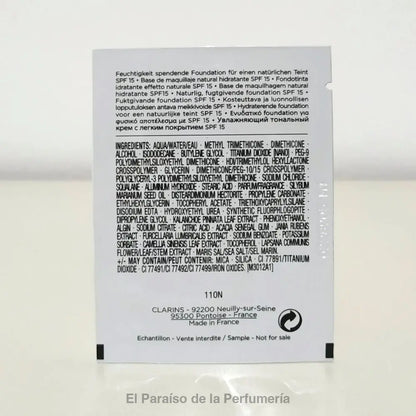 Feuchtigkeit spendende Foundation für einen natürlichen Teint
SPF 15 • Base de maquillaje natural hidratante SPF 15 • Fondotinta
idratante effetto naturale SPF 15 • Base de maquilhagem natural
hidratante SPF15 • Naturlig, fugtgivende foundation SPF 15 •
Fuktgivande foundation SPF 15 • Kosteuttava ja luonnollisen
lopputuloksen antava meikkivoide SPF 15 • Hydraterende foundation
voor een natuurlijke teint SPF 15 • Ενυδατικό foundation για
φυσικό αποτέλεσμα με SPF 15 • Увлажняющий тональный
крем с легким покрытием SPF 15
INGREDIENTS: AQUA/WATER/EAU - METHYL TRIMETHICONE - DIMETHICONE -
ALCOHOL - ISODODECANE - BUTYLENE GLYCOL - TITANIUM DIOXIDE [NANO] - PEG-9
POLYDIMETHYLSILOXYETHYL DIMETHICONE - HDI/TRIMETHYLOL HEXYLLACTONE
CROSSPOLYMER - GLYCERIN - DIMETHICONE/PEG-10/15 CROSSPOLYMER -
POLYGLYCERYL-3 POLYDIMETHYLSILOXYETHYL DIMETHICONE - SODIUM CHLORIDE -
SQUALANE - ALUMINUM HYDROXIDE - STEARIC ACID - PARFUM/FRAGRANCE - SILYBUM
MARIANUM SEED OIL - DISTEARDIMONIUM HECTORITE - PROPYLENE CARBONATE -
ETHYLHEXYLGLYCERIN - TOCOPHERYL ACETATE - TRIETHOXYCAPRYLYLSILANE -
DISODIUM EDTA - HYDROXYETHYL UREA - SYNTHETIC FLUORPHLOGOPITE -
DIPROPYLENE GLYCOL - KALANCHOE PINNATA LEAF EXTRACT - PHENOXYETHANOL -
ALGIN - SODIUM CITRATE - CITRIC ACID - ACACIA SENEGAL GUM - JANIA RUBENS
EXTRACT - FURCELLARIA LUMBRICALIS EXTRACT - SODIUM BENZOATE - POTASSIUM
SORBATE - CAMELLIA SINENSIS LEAF EXTRACT - TOCOPHEROL - LAPSANA COMMUNIS
FLOWER/LEAF/STEM EXTRACT - MARIS SAL/SEA SALT/SEL MARIN.
+/- MAY CONTAIN/PEUT CONTENIR: MICA - SILICA - CI 77891/TITANIUM
DIOXIDE - CI 77491/CI 77492/CI 77499/IRON OXIDES. [M3012A1]
110N
CLARINS - 92200 Neuilly-sur-Seine
95300 Pontoise - France
Made in France
Echantillon - Vente interdite / Sample - Not for sale
El Paraíso de la Perfumería